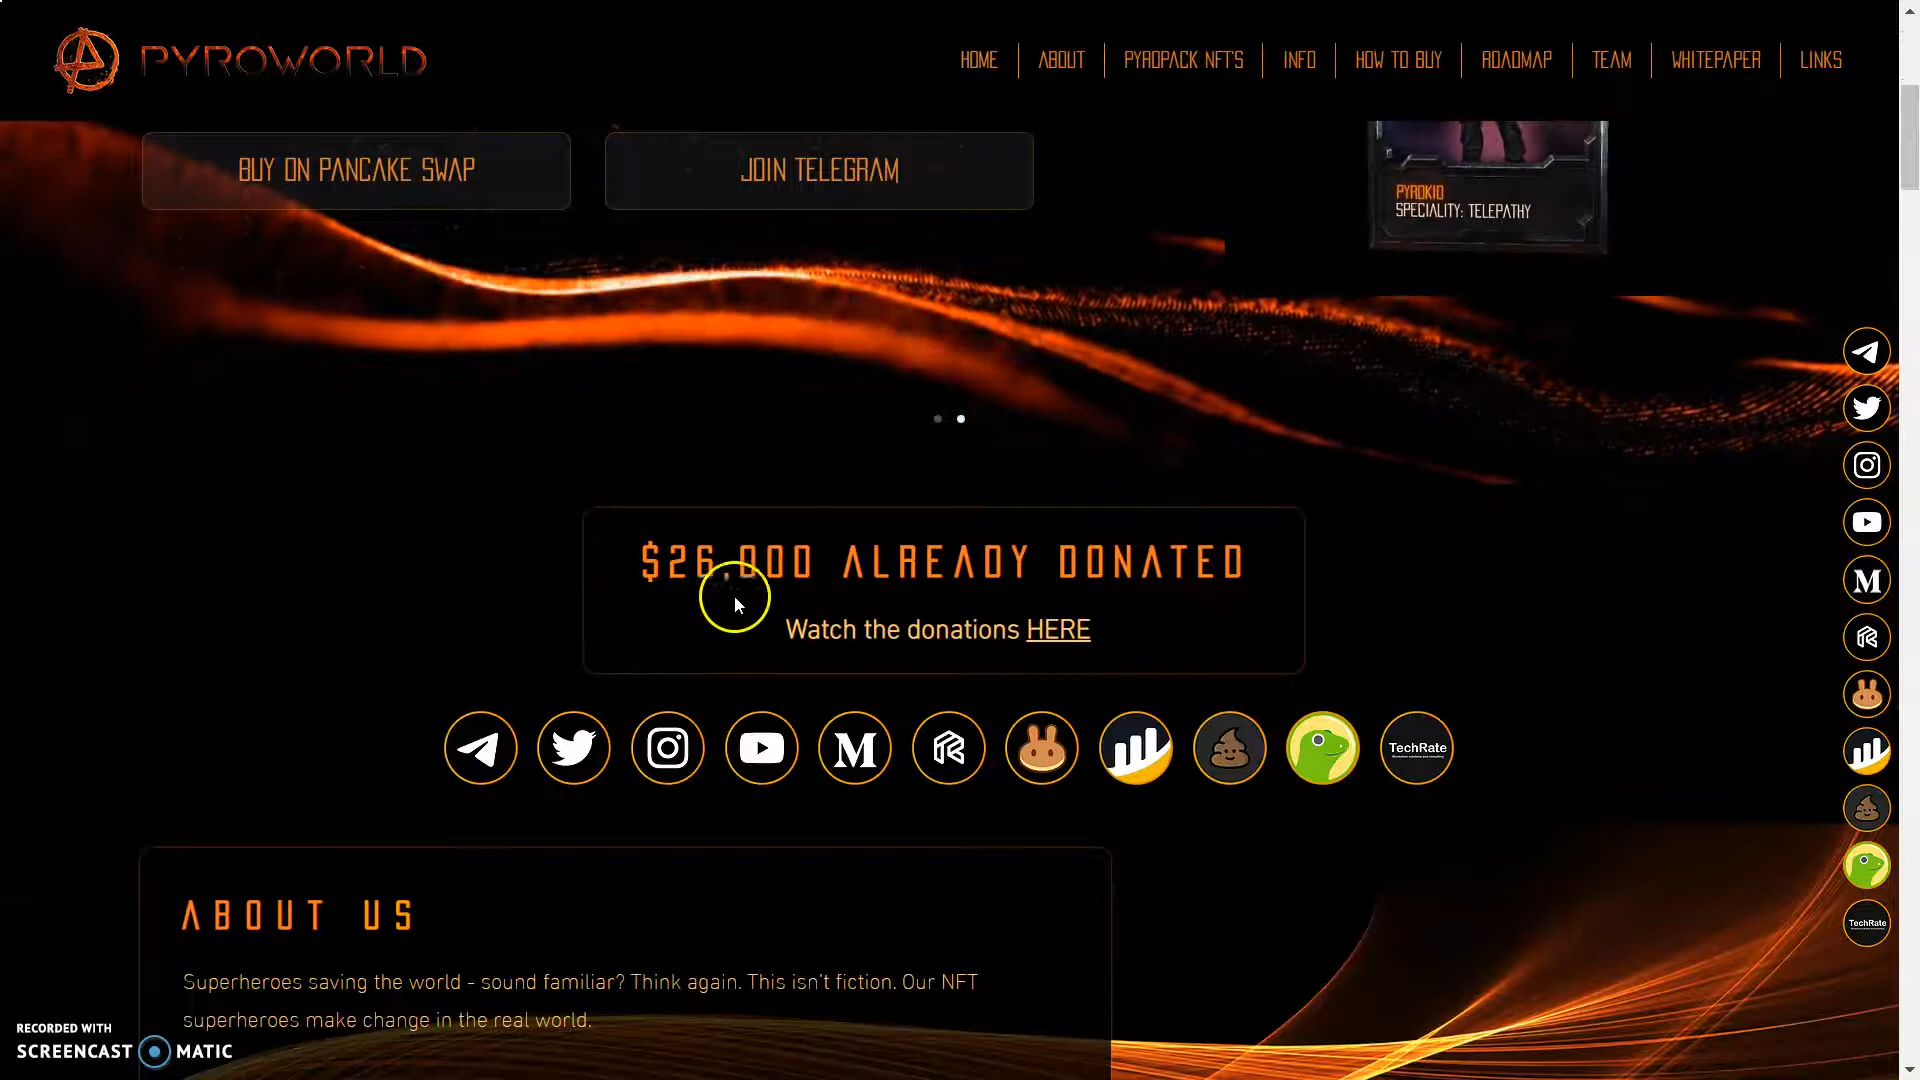 PYROWORLD
HOME
ABOUT
PYROPACK NFT'S
INFO
HOW TO BUY
ROADMAP
TEAM
WHITEPAPER
LINKS
BUY ON PANCAKE SWAP
JOIN TELEGRAM
PYROKID
SPECIALITY: TELEPATHY
$26,000 ALREADY DONATED
Watch the donations HERE
M
TechRate
M
TechRate
ABOUT US
Superheroes saving the world - sound familiar? Think again. This isn't fiction. Our NFT
superheroes make change in the real world.
RECORDED WITH
SCREENCAST MATIC